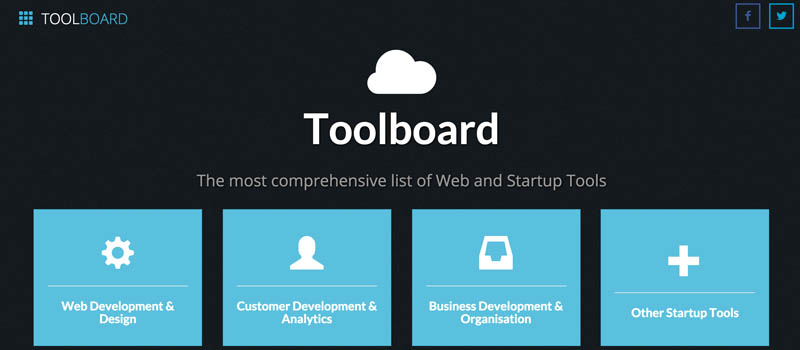 TOOLBOARD
Toolboard
The most comprehensive list of Web and Startup Tools
Web Development &
Design
Customer Development &
Analytics
Business Development &
Organisation
Other Startup Tools